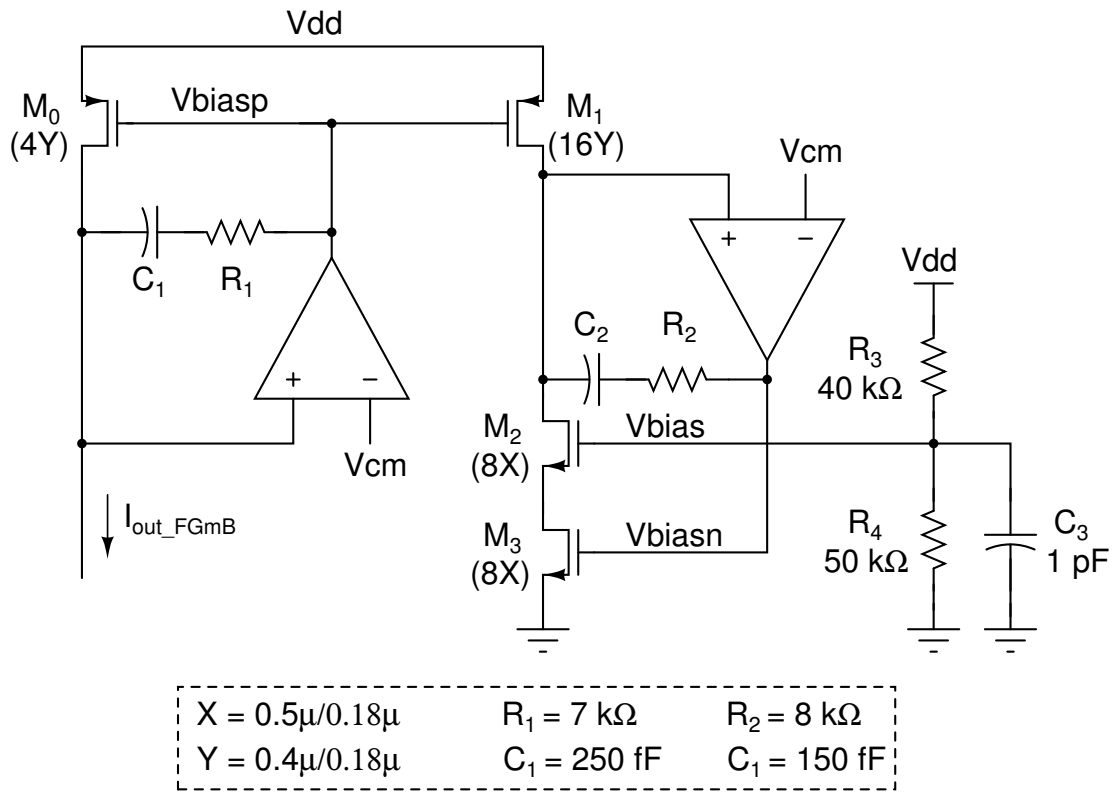 Vdd
M0
(4Y)
Vbiasp
M1
(16Y)
Vcm
+ −
C1
R1
Vdd
C2
R2
R3
40 kΩ
+ −
Vcm
M2
(8X)
Vbias
Iout_FGmB
M3
(8X)
Vbiasn
R4
50 kΩ
C3
1 pF
X = 0.5μ/0.18μ R1 = 7 kΩ R2 = 8 kΩ
Y = 0.4μ/0.18μ C1 = 250 fF C1 = 150 fF